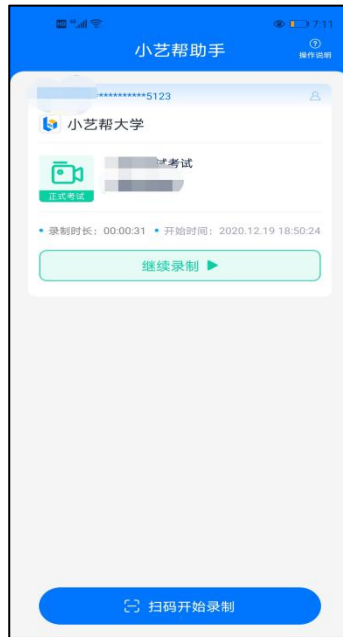 7:11
小艺帮助手
操作说明
**********5123
小艺帮大学
式考试
正式考试
• 录制时长：00:00:31 • 开始时间：2020.12.19 18:50:24
继续录制
扫码开始录制